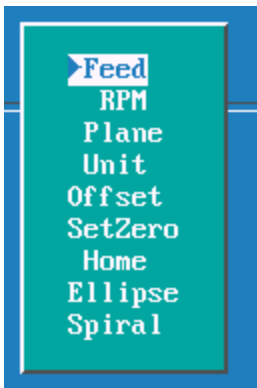 Feed
RPM
Plane
Unit
Offset
SetZero
Home
Ellipse
Spiral